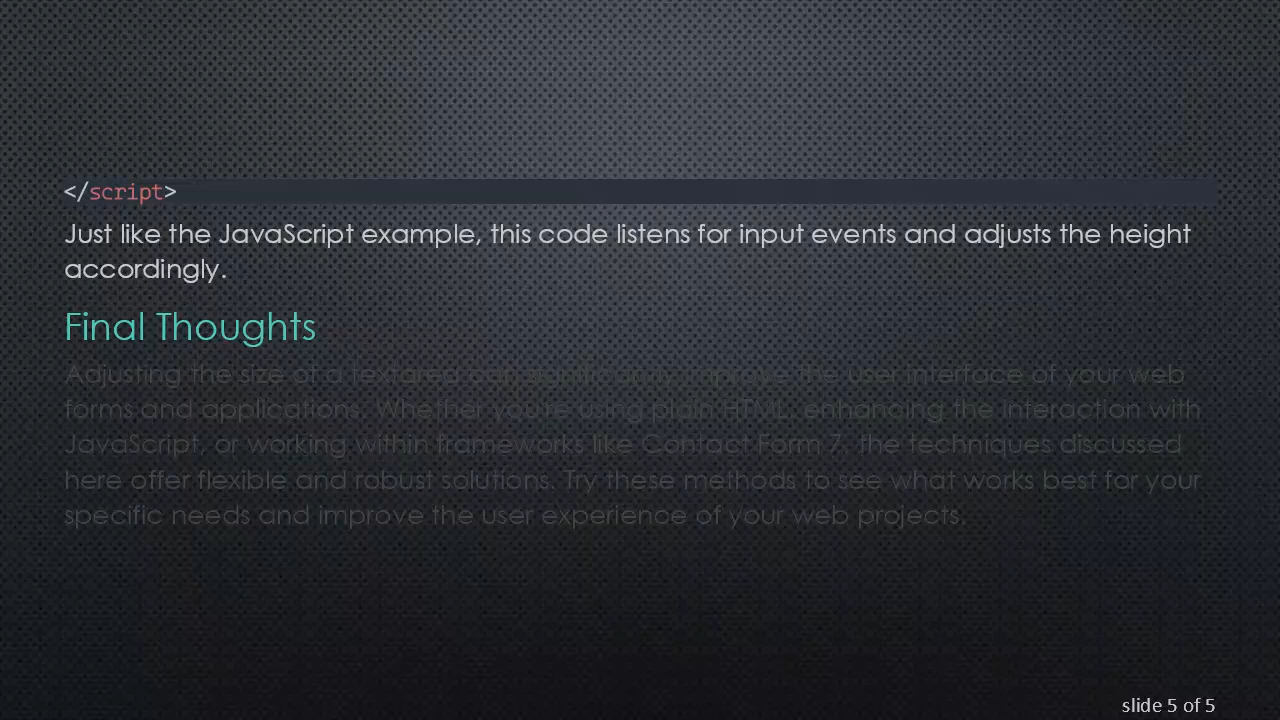 </script>
Just like the JavaScript example, this code listens for input events and adjusts the height
accordingly.
Final Thoughts
Adjusting the size of a textarea can significantly improve the user interface of your web
forms and applications. Whether you're using plain HTML, enhancing the interaction with
JavaScript, or working within frameworks like Contact Form 7, the techniques discussed
here offer flexible and robust solutions. Try these methods to see what works best for your
specific needs and improve the user experience of your web projects.
slide 5 of 5